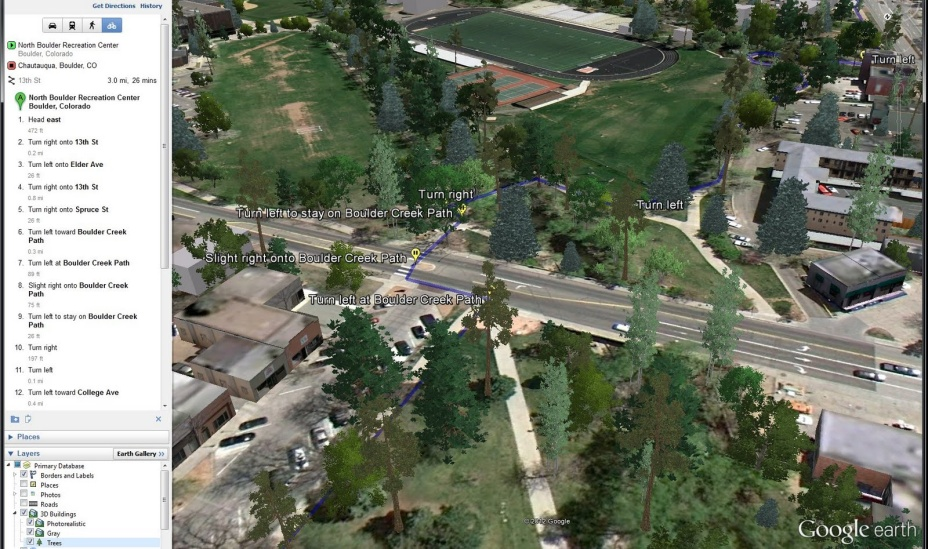 Get Directions History
North Boulder Recreation Center
Boulder, Colorado
Chautauqua, Boulder, CO
13th St 3.0 mi, 26 mins
A North Boulder Recreation Center
Boulder, Colorado
1. Head east
472 ft
2. Turn right onto 13th St
0.2 mi
3. Turn left onto Elder Ave
26 ft
4. Turn right onto 13th St
0.8 mi
5. Turn right onto Spruce St
26 ft
6. Turn left toward Boulder Creek
Path
0.3 mi
7. Turn left at Boulder Creek Path
89 ft
8. Slight right onto Boulder Creek
Path
75 ft
9. Turn left to stay on Boulder Creek
Path
26 ft
10. Turn right
197 ft
11. Turn left
0.1 mi
12. Turn left toward College Ave
0.4 mi
Places
Layers Earth Gallery >>
Primary Database
Borders and Labels
Places
Photos
Roads
3D Buildings
Photorealistic
Gray
Trees
Turn left
Turn right
Turn left
Turn left to stay on Boulder Creek Path
Slight right onto Boulder Creek Path
Turn left at Boulder Creek Path
©2012 Google
Google earth